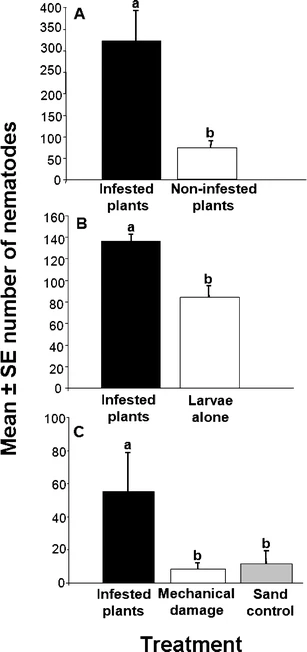 Mean ± SE number of nematodes
A
400
350
300
250
200
150
100
50
0
a
b
Infested plants
Non-infested plants
B
160
140
120
100
80
60
40
20
0
a
b
Infested plants
Larvae alone
C
100
80
60
40
20
0
a
b
b
Infested plants
Mechanical damage
Sand control
Treatment